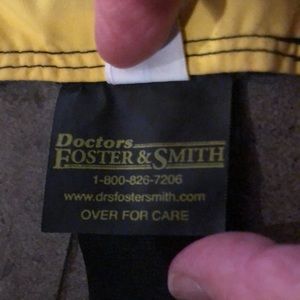 Doctors
FOSTER & SMITH
1-800-826-7206
www.drsfostersmith.com
OVER FOR CARE